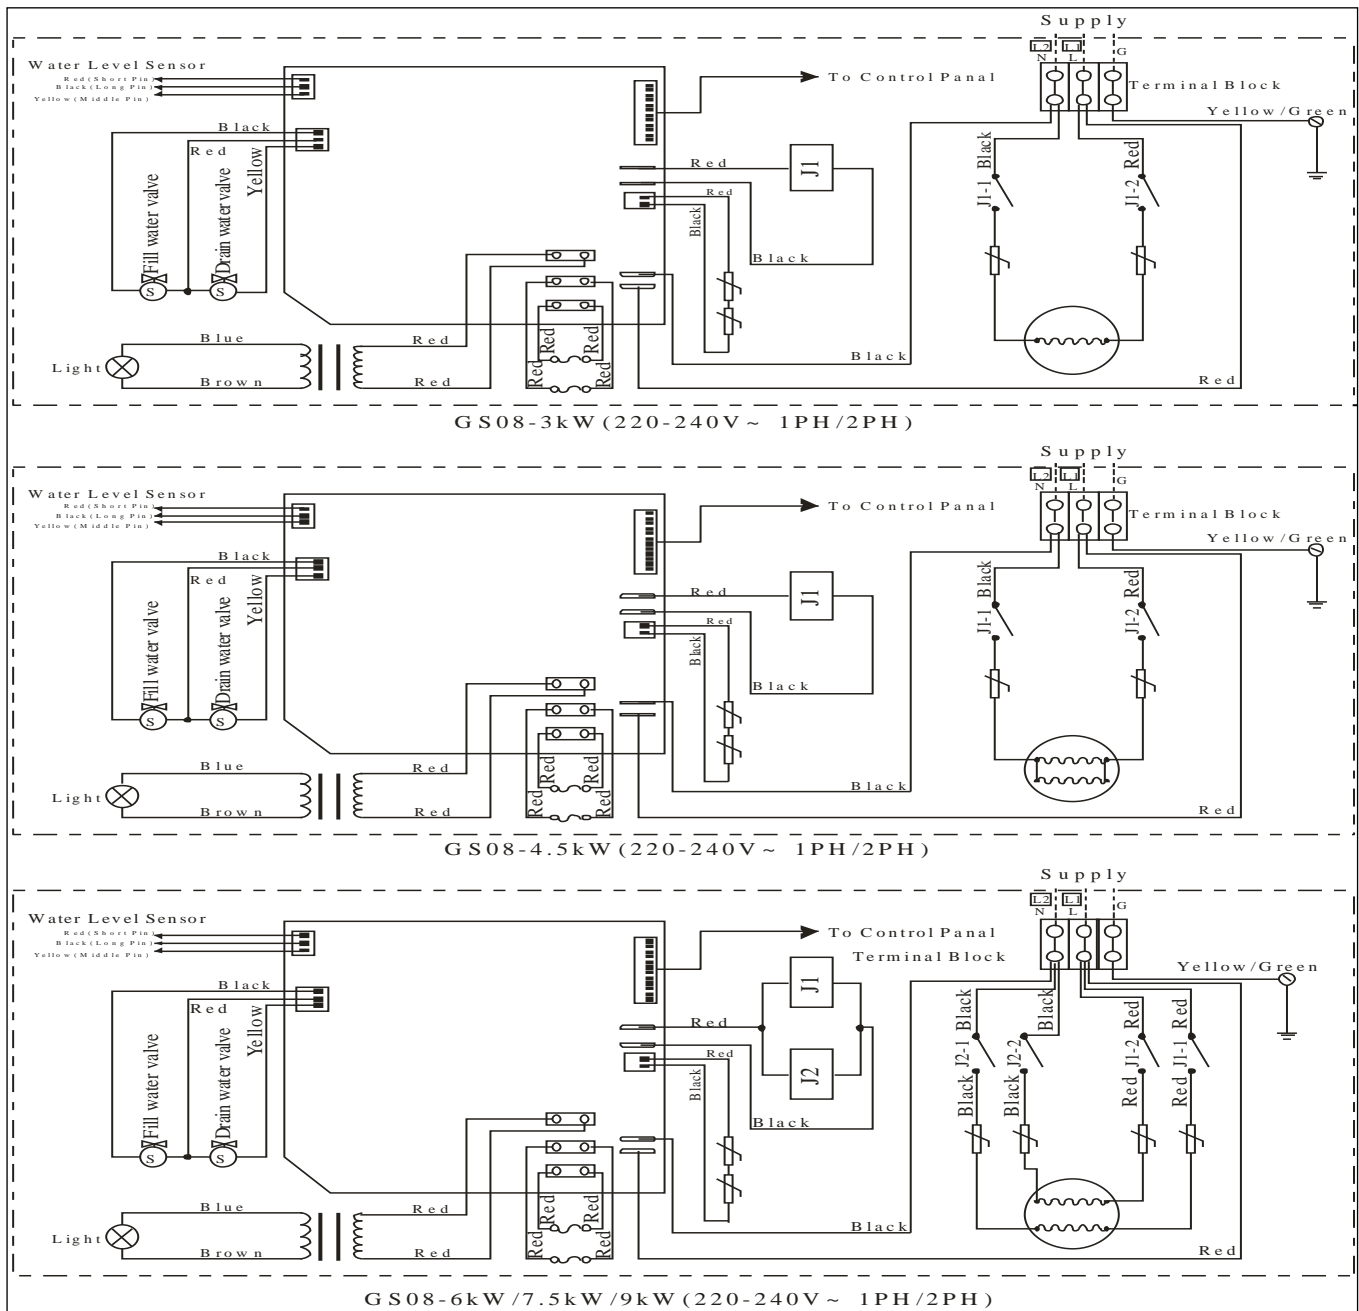 Supply
L2 L1
N L G
Water Level Sensor
Red(Short Pin)
Black(Long Pin)
Yellow(Middle Pin)
To Control Panal
Terminal Block
Yellow/Green
Black
Red
Yellow
Fill water valve
Drain water valve
S S
Red
J1
Red
Black
Black
J1-1 Black
J1-2 Red
Light
Blue
Brown
Red
Red
Red Red
Red Red
Black
Red
GS08-3kW(220-240V~ 1PH/2PH)
Supply
L2 L1
N L G
Water Level Sensor
Red(Short Pin)
Black(Long Pin)
Yellow(Middle Pin)
To Control Panal
Terminal Block
Yellow/Green
Black
Red
Yellow
Fill water valve
Drain water valve
S S
Red
J1
Red
Black
Black
J1-1 Black
J1-2 Red
Light
Blue
Brown
Red
Red
Red Red
Red Red
Black
Red
GS08-4.5kW(220-240V~ 1PH/2PH)
Supply
L2 L1
N L G
Water Level Sensor
Red(Short Pin)
Black(Long Pin)
Yellow(Middle Pin)
To Control Panal
Terminal Block
Yellow/Green
Black
Red
Yellow
Fill water valve
Drain water valve
S S
Red
J1
J2
Red
Black
Black
Black J2-1 Black
Black J2-2 Black
Red J1-2 Red
Red J1-1 Red
Light
Blue
Brown
Red
Red
Red Red
Red Red
Black
Red
GS08-6kW/7.5kW/9kW(220-240V~ 1PH/2PH)